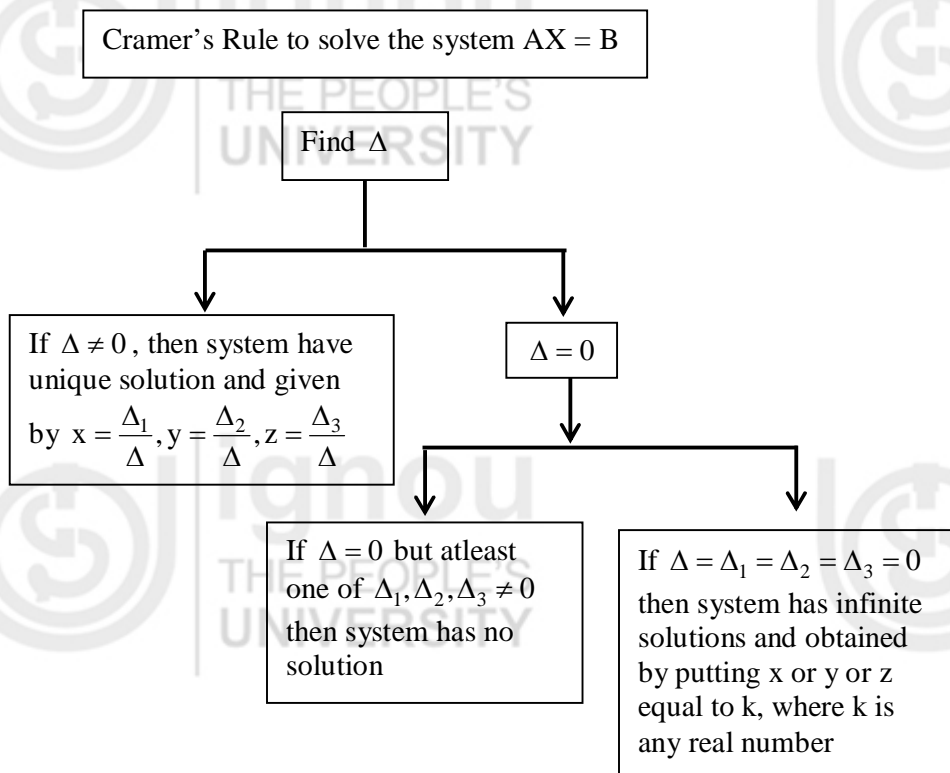 Cramer’s Rule to solve the system AX = B
THE PEOPLE'S
UNIVERSITY
Find Δ
If Δ ≠ 0 , then system have
unique solution and given
by x = Δ₁/Δ, y = Δ₂/Δ, z = Δ₃/Δ
Δ = 0
ignou
THE PEOPLE'S
UNIVERSITY
If Δ = 0 but atleast
one of Δ₁, Δ₂, Δ₃ ≠ 0
then system has no
solution
If Δ = Δ₁ = Δ₂ = Δ₃ = 0
then system has infinite
solutions and obtained
by putting x or y or z
equal to k, where k is
any real number